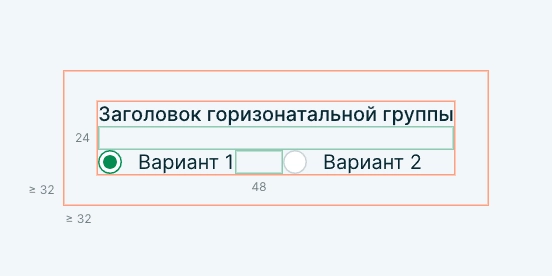 Заголовок горизонатальной группы
24
Вариант 1 Вариант 2
≥ 32
48
≥ 32